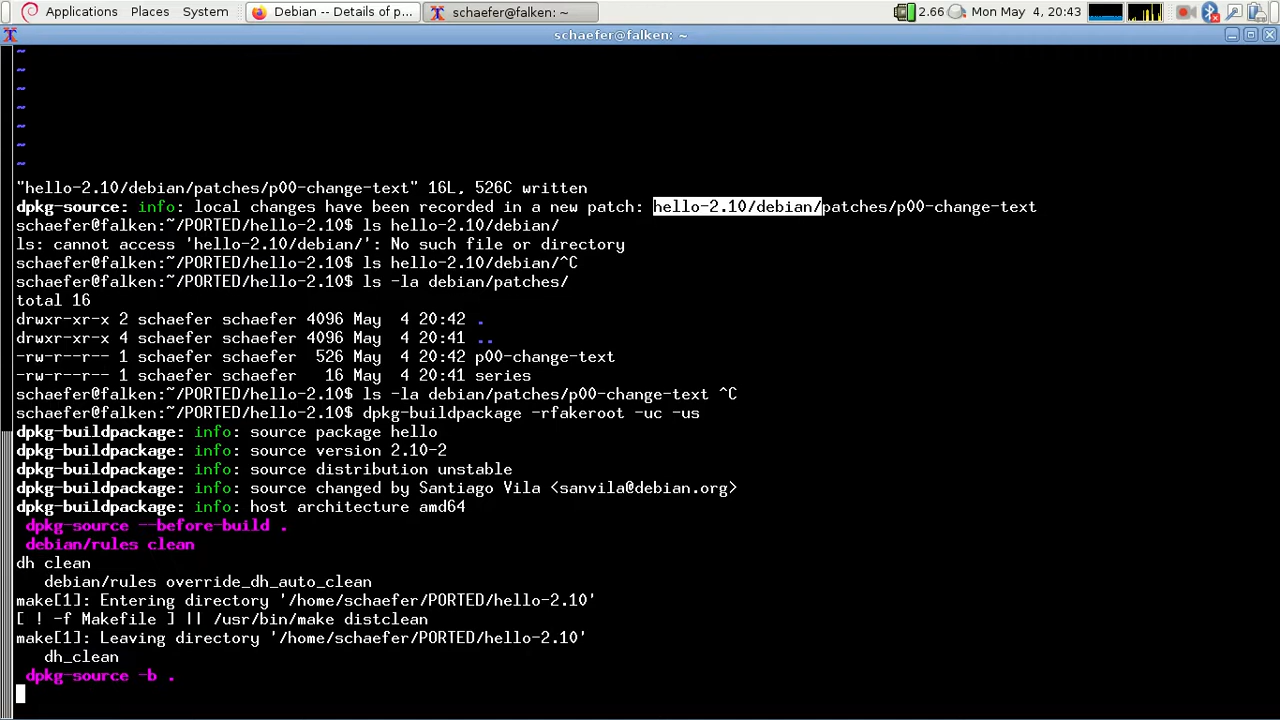 Applications Places System Debian -- Details of p... schaefer@falken: ~ 2.66 Mon May 4, 20:43
schaefer@falken: ~
~
~
~
~
~
~
~
"hello-2.10/debian/patches/p00-change-text" 16L, 526C written
dpkg-source: info: local changes have been recorded in a new patch: hello-2.10/debian/patches/p00-change-text
schaefer@falken:~/PORTED/hello-2.10$ ls hello-2.10/debian/
ls: cannot access 'hello-2.10/debian/': No such file or directory
schaefer@falken:~/PORTED/hello-2.10$ ls hello-2.10/debian/^C
schaefer@falken:~/PORTED/hello-2.10$ ls -la debian/patches/
total 16
drwxr-xr-x 2 schaefer schaefer 4096 May  4 20:42 .
drwxr-xr-x 4 schaefer schaefer 4096 May  4 20:41 ..
-rw-r--r-- 1 schaefer schaefer  526 May  4 20:42 p00-change-text
-rw-r--r-- 1 schaefer schaefer   16 May  4 20:41 series
schaefer@falken:~/PORTED/hello-2.10$ ls -la debian/patches/p00-change-text ^C
schaefer@falken:~/PORTED/hello-2.10$ dpkg-buildpackage -rfakeroot -uc -us
dpkg-buildpackage: info: source package hello
dpkg-buildpackage: info: source version 2.10-2
dpkg-buildpackage: info: source distribution unstable
dpkg-buildpackage: info: source changed by Santiago Vila <sanvila@debian.org>
dpkg-buildpackage: info: host architecture amd64
dpkg-source --before-build .
debian/rules clean
dh clean
debian/rules override_dh_auto_clean
make[1]: Entering directory '/home/schaefer/PORTED/hello-2.10'
[ ! -f Makefile ] || /usr/bin/make distclean
make[1]: Leaving directory '/home/schaefer/PORTED/hello-2.10'
dh_clean
dpkg-source -b .